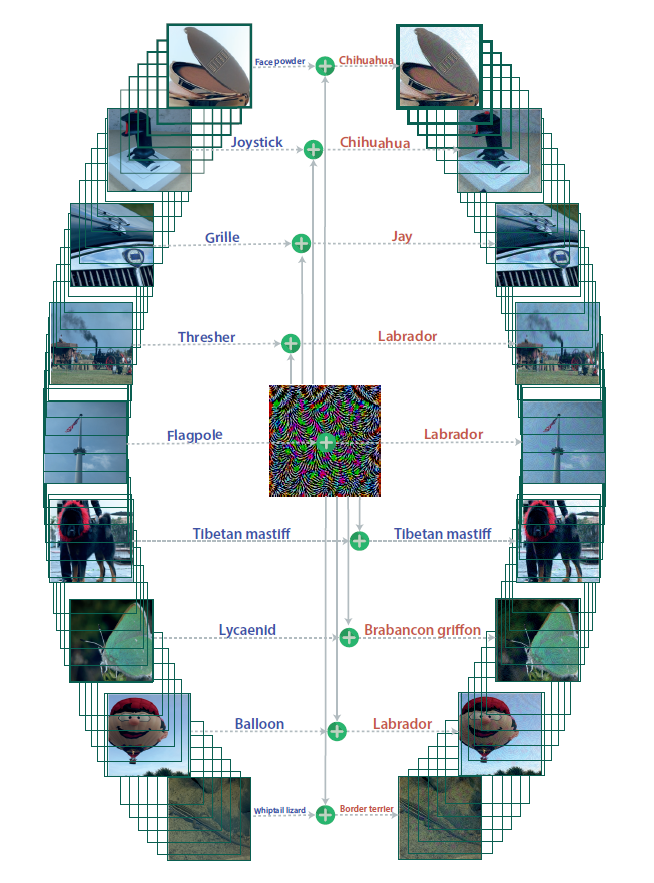 Face powder Chihuahua
Joystick Chihuahua
Grille Jay
Thresher Labrador
Flagpole Labrador
Tibetan mastiff Tibetan mastiff
Lycaenid Brabancon griffon
Balloon Labrador
Whiptail lizard Border terrier